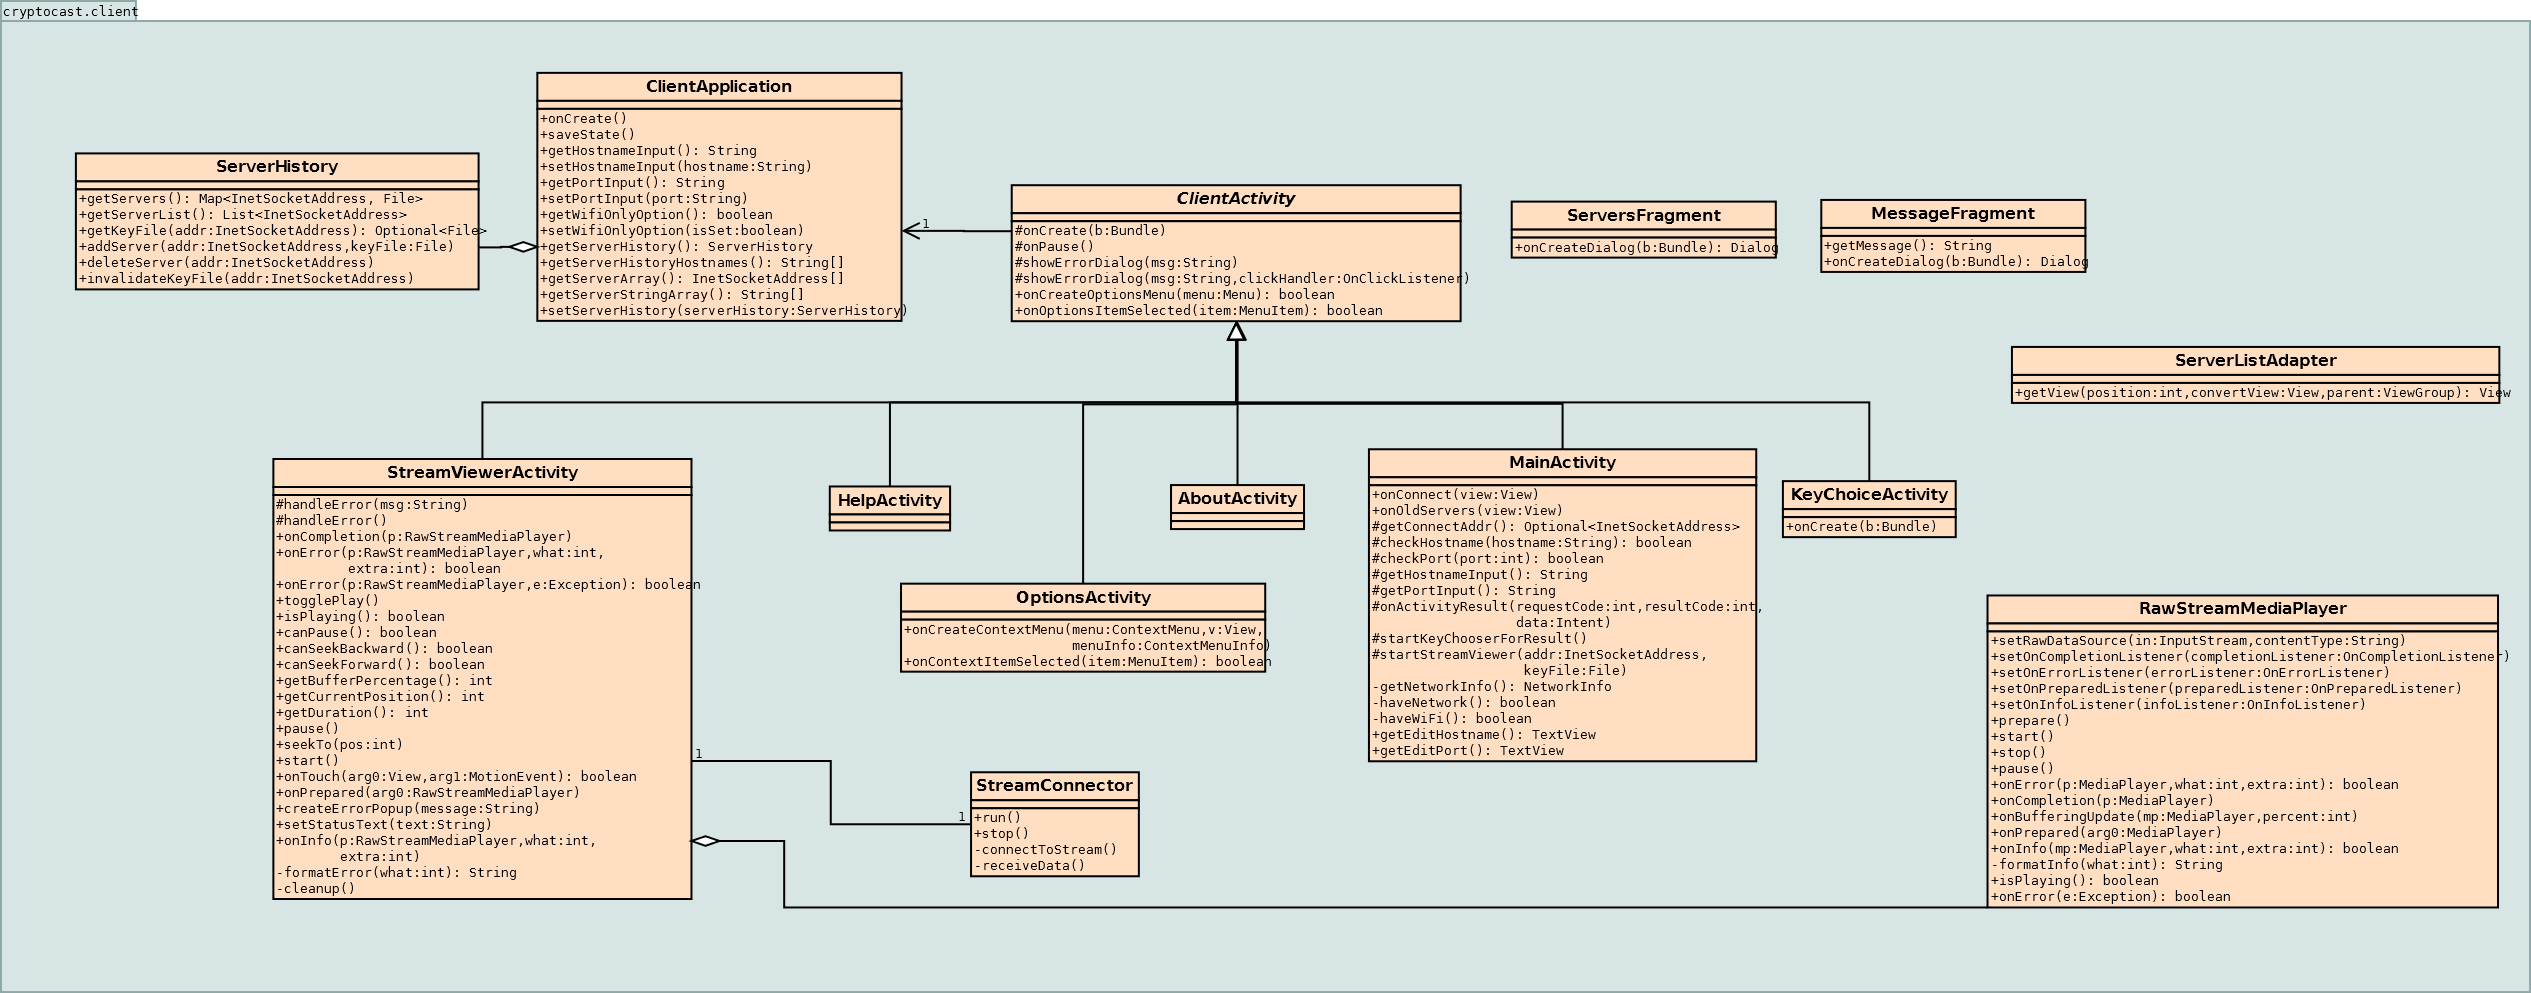 cryptocast.client
ClientApplication
+onCreate()
+saveState()
+getHostnameInput(): String
+setHostnameInput(hostname:String)
+getPortInput(): String
+setPortInput(port:String)
+getWifiOnlyOption(): boolean
+setWifiOnlyOption(isSet:boolean)
+getServerHistory(): ServerHistory
+getServerHistoryHostnames(): String[]
+getServerArray(): InetSocketAddress[]
+getServerStringArray(): String[]
+setServerHistory(serverHistory:ServerHistory)
ServerHistory
+getServers(): Map<InetSocketAddress, File>
+getServerList(): List<InetSocketAddress>
+getKeyFile(addr:InetSocketAddress): Optional<File>
+addServer(addr:InetSocketAddress,keyFile:File)
+deleteServer(addr:InetSocketAddress)
+invalidateKeyFile(addr:InetSocketAddress)
1
ClientActivity
#onCreate(b:Bundle)
#onPause()
#showErrorDialog(msg:String)
#showErrorDialog(msg:String,clickHandler:OnClickListener)
+onCreateOptionsMenu(menu:Menu): boolean
+onOptionsItemSelected(item:MenuItem): boolean
ServersFragment
+onCreateDialog(b:Bundle): Dialog
MessageFragment
+getMessage(): String
+onCreateDialog(b:Bundle): Dialog
ServerListAdapter
+getView(position:int,convertView:View,parent:ViewGroup): View
StreamViewerActivity
#handleError(msg:String)
#handleError()
+onCompletion(p:RawStreamMediaPlayer)
+onError(p:RawStreamMediaPlayer,what:int,
extra:int): boolean
+onError(p:RawStreamMediaPlayer,e:Exception): boolean
+togglePlay()
+isPlaying(): boolean
+canPause(): boolean
+canSeekBackward(): boolean
+canSeekForward(): boolean
+getBufferPercentage(): int
+getCurrentPosition(): int
+getDuration(): int
+pause()
+seekTo(pos:int)
+start()
+onTouch(arg0:View,arg1:MotionEvent): boolean
+onPrepared(arg0:RawStreamMediaPlayer)
+createErrorPopup(message:String)
+setStatusText(text:String)
+onInfo(p:RawStreamMediaPlayer,what:int,
extra:int)
-formatError(what:int): String
-cleanup()
HelpActivity
AboutActivity
OptionsActivity
+onCreateContextMenu(menu:ContextMenu,v:View,
menuInfo:ContextMenuInfo)
+onContextItemSelected(item:MenuItem): boolean
MainActivity
+onConnect(view:View)
+onOldServers(view:View)
#getConnectAddr(): Optional<InetSocketAddress>
#checkHostname(hostname:String): boolean
#checkPort(port:int): boolean
#getHostnameInput(): String
#getPortInput(): String
#onActivityResult(requestCode:int,resultCode:int,
data:Intent)
#startKeyChooserForResult()
#startStreamViewer(addr:InetSocketAddress,
keyFile:File)
-getNetworkInfo(): NetworkInfo
-haveNetwork(): boolean
-haveWiFi(): boolean
+getEditHostname(): TextView
+getEditPort(): TextView
KeyChoiceActivity
+onCreate(b:Bundle)
1
1
StreamConnector
+run()
+stop()
-connectToStream()
-receiveData()
RawStreamMediaPlayer
+setRawDataSource(in:InputStream,contentType:String)
+setOnCompletionListener(completionListener:OnCompletionListener)
+setOnErrorListener(errorListener:OnErrorListener)
+setOnPreparedListener(preparedListener:OnPreparedListener)
+setOnInfoListener(infoListener:OnInfoListener)
+prepare()
+start()
+stop()
+pause()
+onError(p:MediaPlayer,what:int,extra:int): boolean
+onCompletion(p:MediaPlayer)
+onBufferingUpdate(mp:MediaPlayer,percent:int)
+onPrepared(arg0:MediaPlayer)
+onInfo(mp:MediaPlayer,what:int,extra:int): boolean
-formatInfo(what:int): String
+isPlaying(): boolean
+onError(e:Exception): boolean